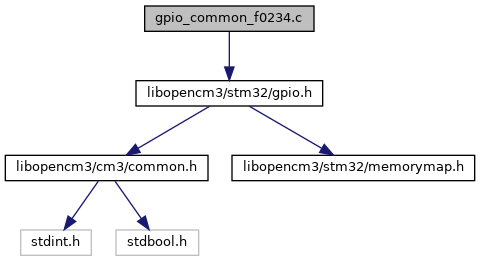 gpio_common_f0234.c
libopencm3/stm32/gpio.h
libopencm3/cm3/common.h
libopencm3/stm32/memorymap.h
stdint.h
stdbool.h